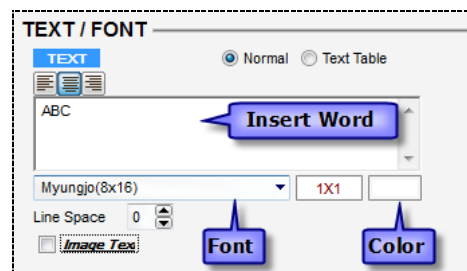 TEXT / FONT
TEXT Normal Text Table
ABC
Insert Word
Myungjo(8x16) 1X1
Line Space 0
Image Tex
Font Color